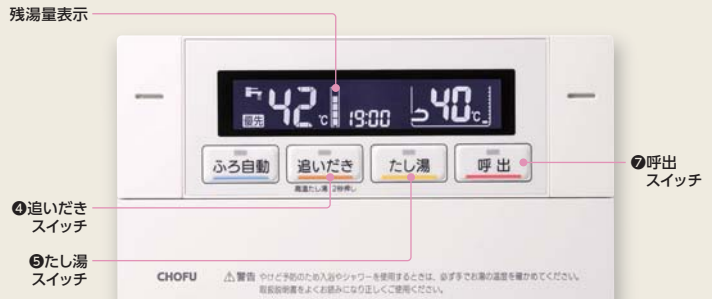 残湯量表示
42℃
優先
19:00
40℃
ふろ自動
追いだき
たし湯
呼出
高温たし湯 2秒押し
❼呼出
スイッチ
❹追いだき
スイッチ
❺たし湯
スイッチ
CHOFU
⚠警告 やけど予防のため入浴やシャワーを使用するときは、必ず手でお湯の温度を確かめてください。
取扱説明書をよくお読みになり正しくご使用ください。